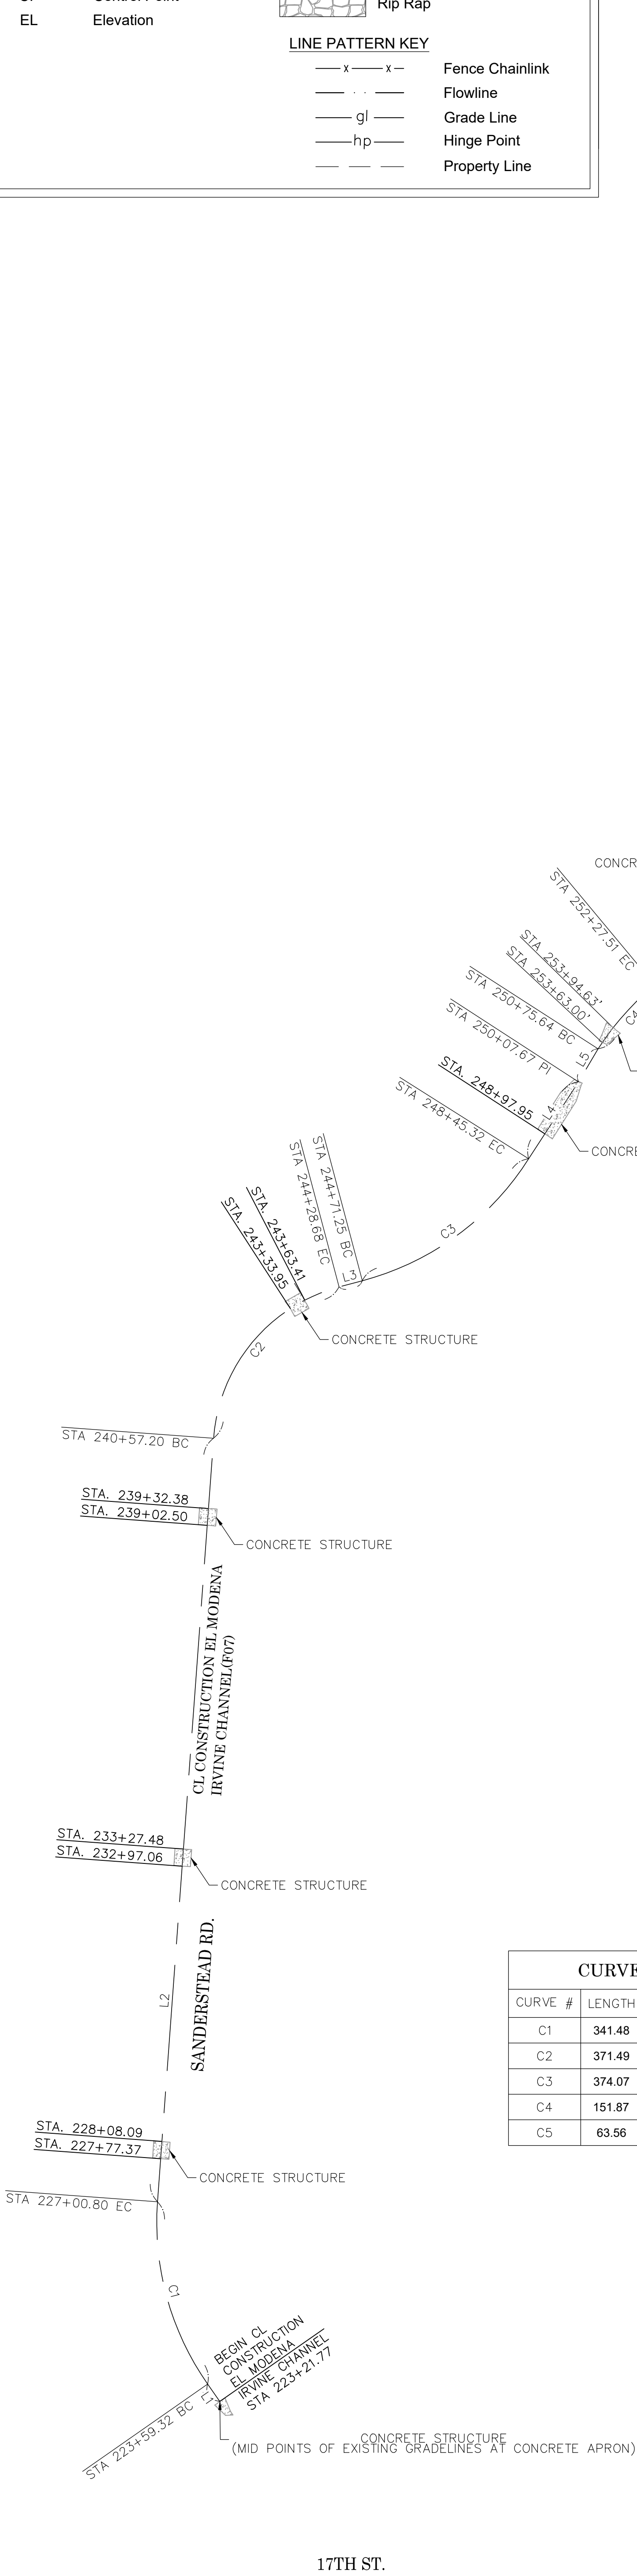 EL Elevation
Rip Rap
LINE PATTERN KEY
x x Fence Chainlink
Flowline
gl Grade Line
hp Hinge Point
Property Line
CONCRE
STA 252+27.51 EC
STA 253+94.63'
STA 253+63.00'
STA 250+75.64 BC
STA 250+07.67 PI
STA. 248+97.95
STA 248+45.32 EC
C4
L5
L4
CONCRE
C3
STA 244+71.25 BC
STA 244+28.68 EC
STA. 243+63.41
STA. 243+33.95
L3
CONCRETE STRUCTURE
C2
STA 240+57.20 BC
STA. 239+32.38
STA. 239+02.50
CONCRETE STRUCTURE
CL CONSTRUCTION EL MODENA
IRVINE CHANNEL(F07)
STA. 233+27.48
STA. 232+97.06
CONCRETE STRUCTURE
SANDERSTEAD RD.
L2
CURVE
CURVE # LENGTH
C1 341.48
C2 371.49
C3 374.07
C4 151.87
C5 63.56
STA. 228+08.09
STA. 227+77.37
CONCRETE STRUCTURE
STA 227+00.80 EC
C1
BEGIN CL
CONSTRUCTION
EL MODENA
IRVINE CHANNEL
STA 223+21.77
L1
STA 223+59.32 BC
CONCRETE STRUCTURE
(MID POINTS OF EXISTING GRADELINES AT CONCRETE APRON)
17TH ST.